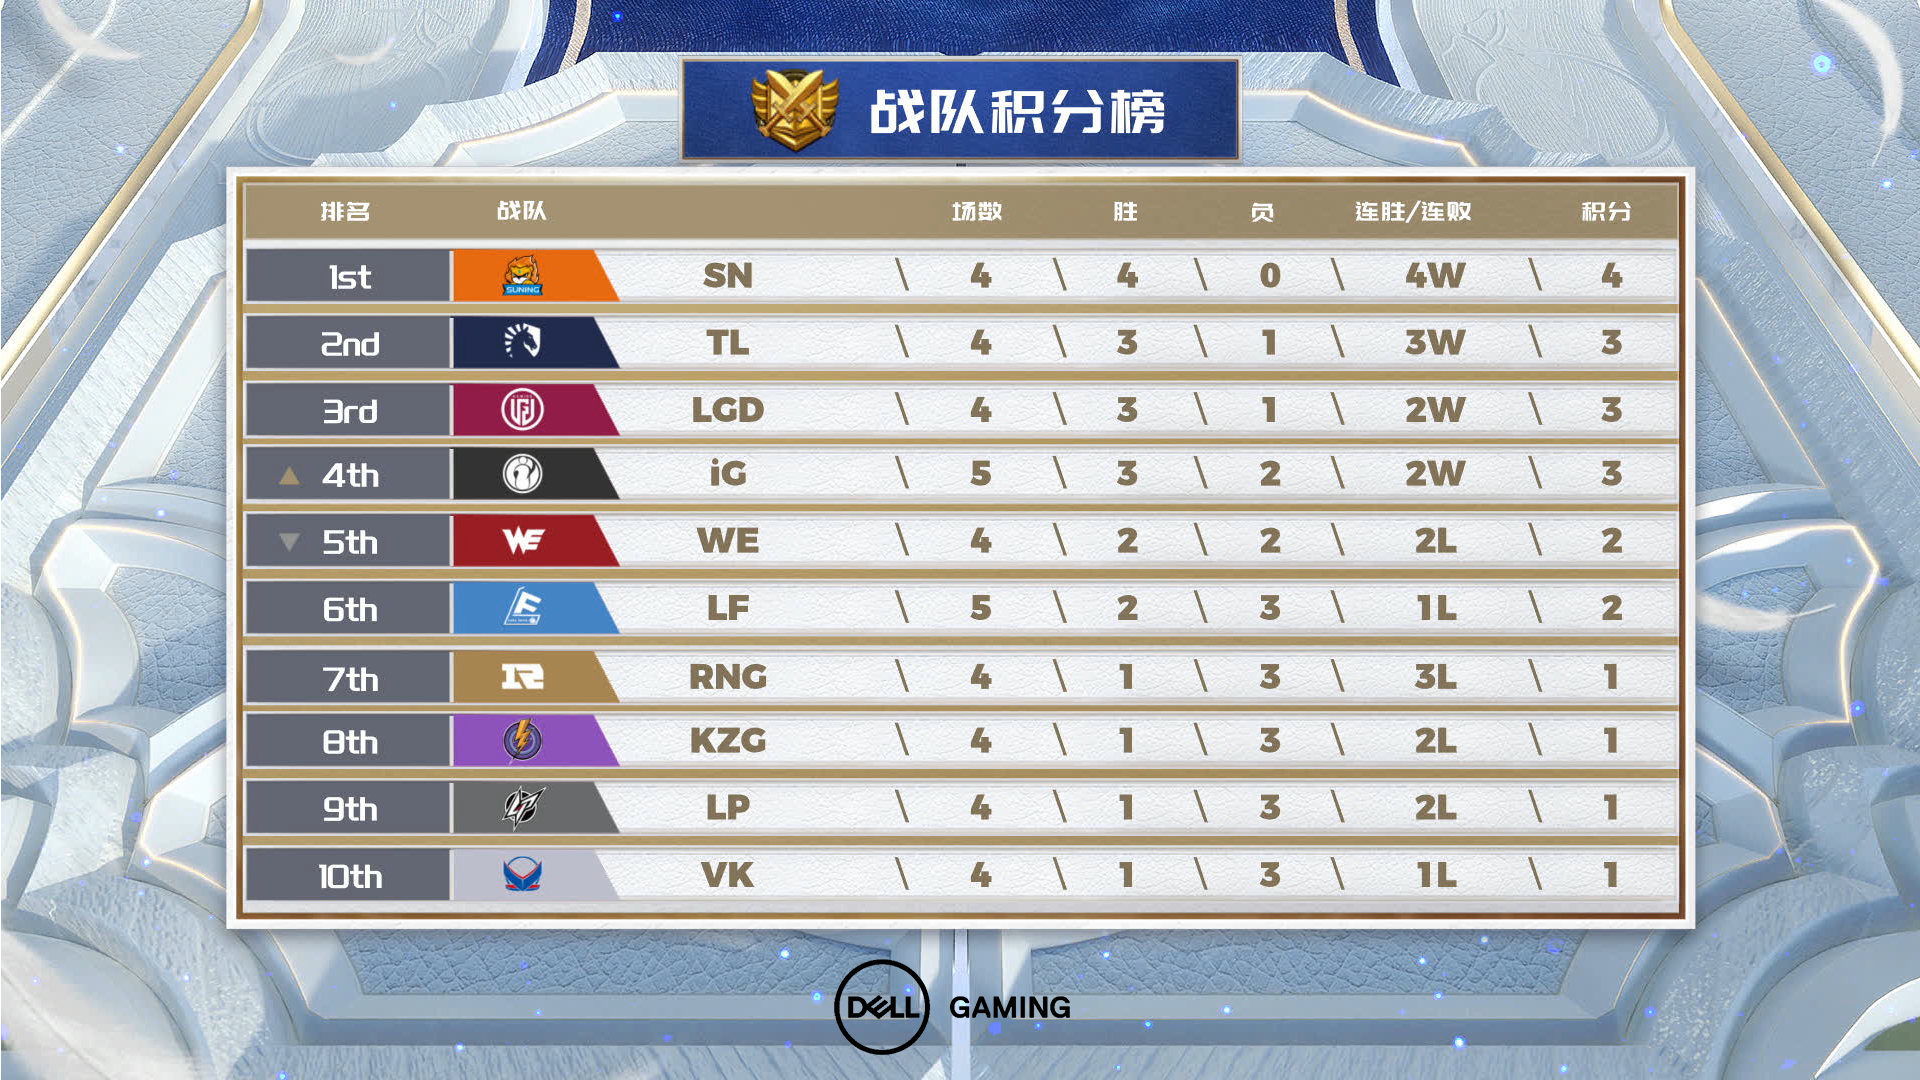 战队积分榜
排名 战队 场数 胜 负 连胜/连败 积分
1st SUNING SN \ 4 \ 4 \ 0 \ 4W \ 4
2nd TL \ 4 \ 3 \ 1 \ 3W \ 3
3rd LGD \ 4 \ 3 \ 1 \ 2W \ 3
4th iG \ 5 \ 3 \ 2 \ 2W \ 3
5th WE WE \ 4 \ 2 \ 2 \ 2L \ 2
6th LF \ 5 \ 2 \ 3 \ 1L \ 2
7th R RNG \ 4 \ 1 \ 3 \ 3L \ 1
8th KZG \ 4 \ 1 \ 3 \ 2L \ 1
9th LP LP \ 4 \ 1 \ 3 \ 2L \ 1
10th VK \ 4 \ 1 \ 3 \ 1L \ 1
DELL GAMING